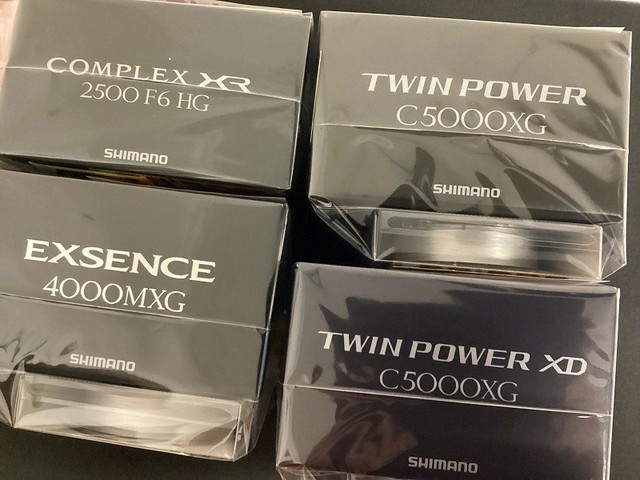 COMPLEX XR
2500 F6 HG
SHIMANO
TWIN POWER
C5000XG
SHIMANO
EXSENCE
4000MXG
SHIMANO
TWIN POWER XD
C5000XG
SHIMANO